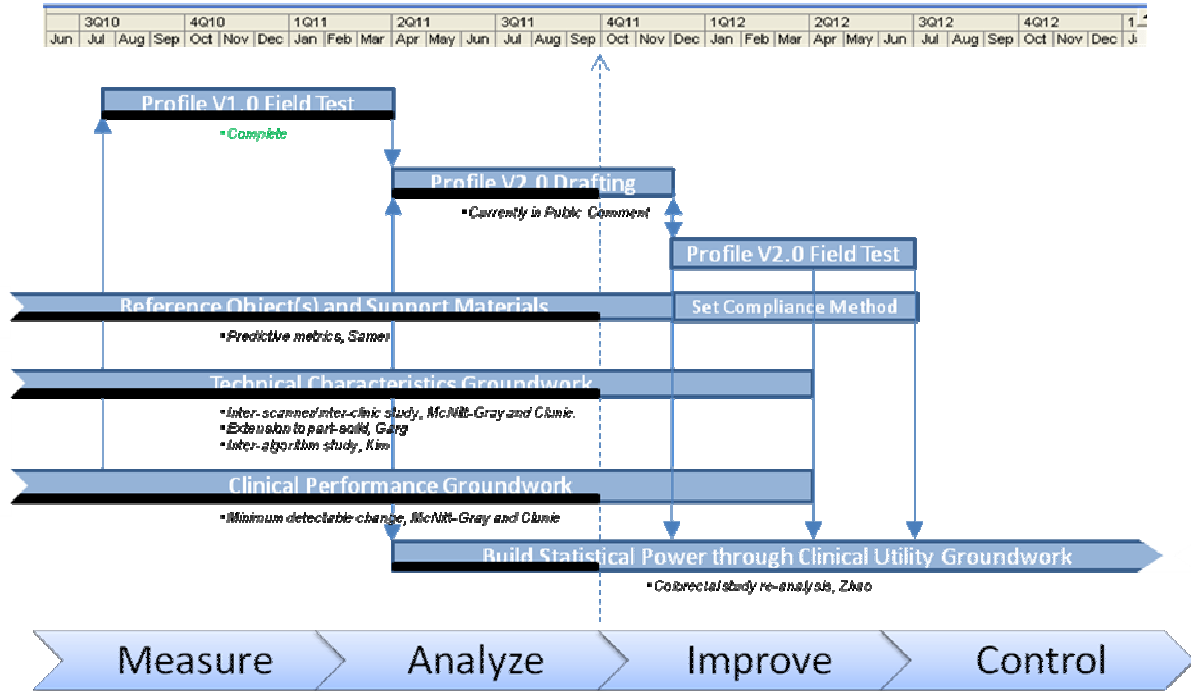 3Q10 4Q10 1Q11 2Q11 3Q11 4Q11 1Q12 2Q12 3Q12 4Q12 1
Jun Jul Aug Sep Oct Nov Dec Jan Feb Mar Apr May Jun Jul Aug Sep Oct Nov Dec Jan Feb Mar Apr May Jun Jul Aug Sep Oct Nov Dec
Profile V1.0 Field Test
▪Complete
Profile V2.0 Drafting
▪Currently in Public Comment
Profile V2.0 Field Test
Reference Object(s) and Support Materials
Set Compliance Method
▪Predictive metrics, Samei
Technical Characteristics Groundwork
▪Inter-scanner/inter-clinic study, McNitt-Gray and Clunie.
▪Extension to part-solid, Garg
▪Inter-algorithm study, Kim
Clinical Performance Groundwork
▪Minimum detectable change, McNitt-Gray and Clunie
Build Statistical Power through Clinical Utility Groundwork
▪Colorectal study re-analysis, Zhao
Measure Analyze Improve Control